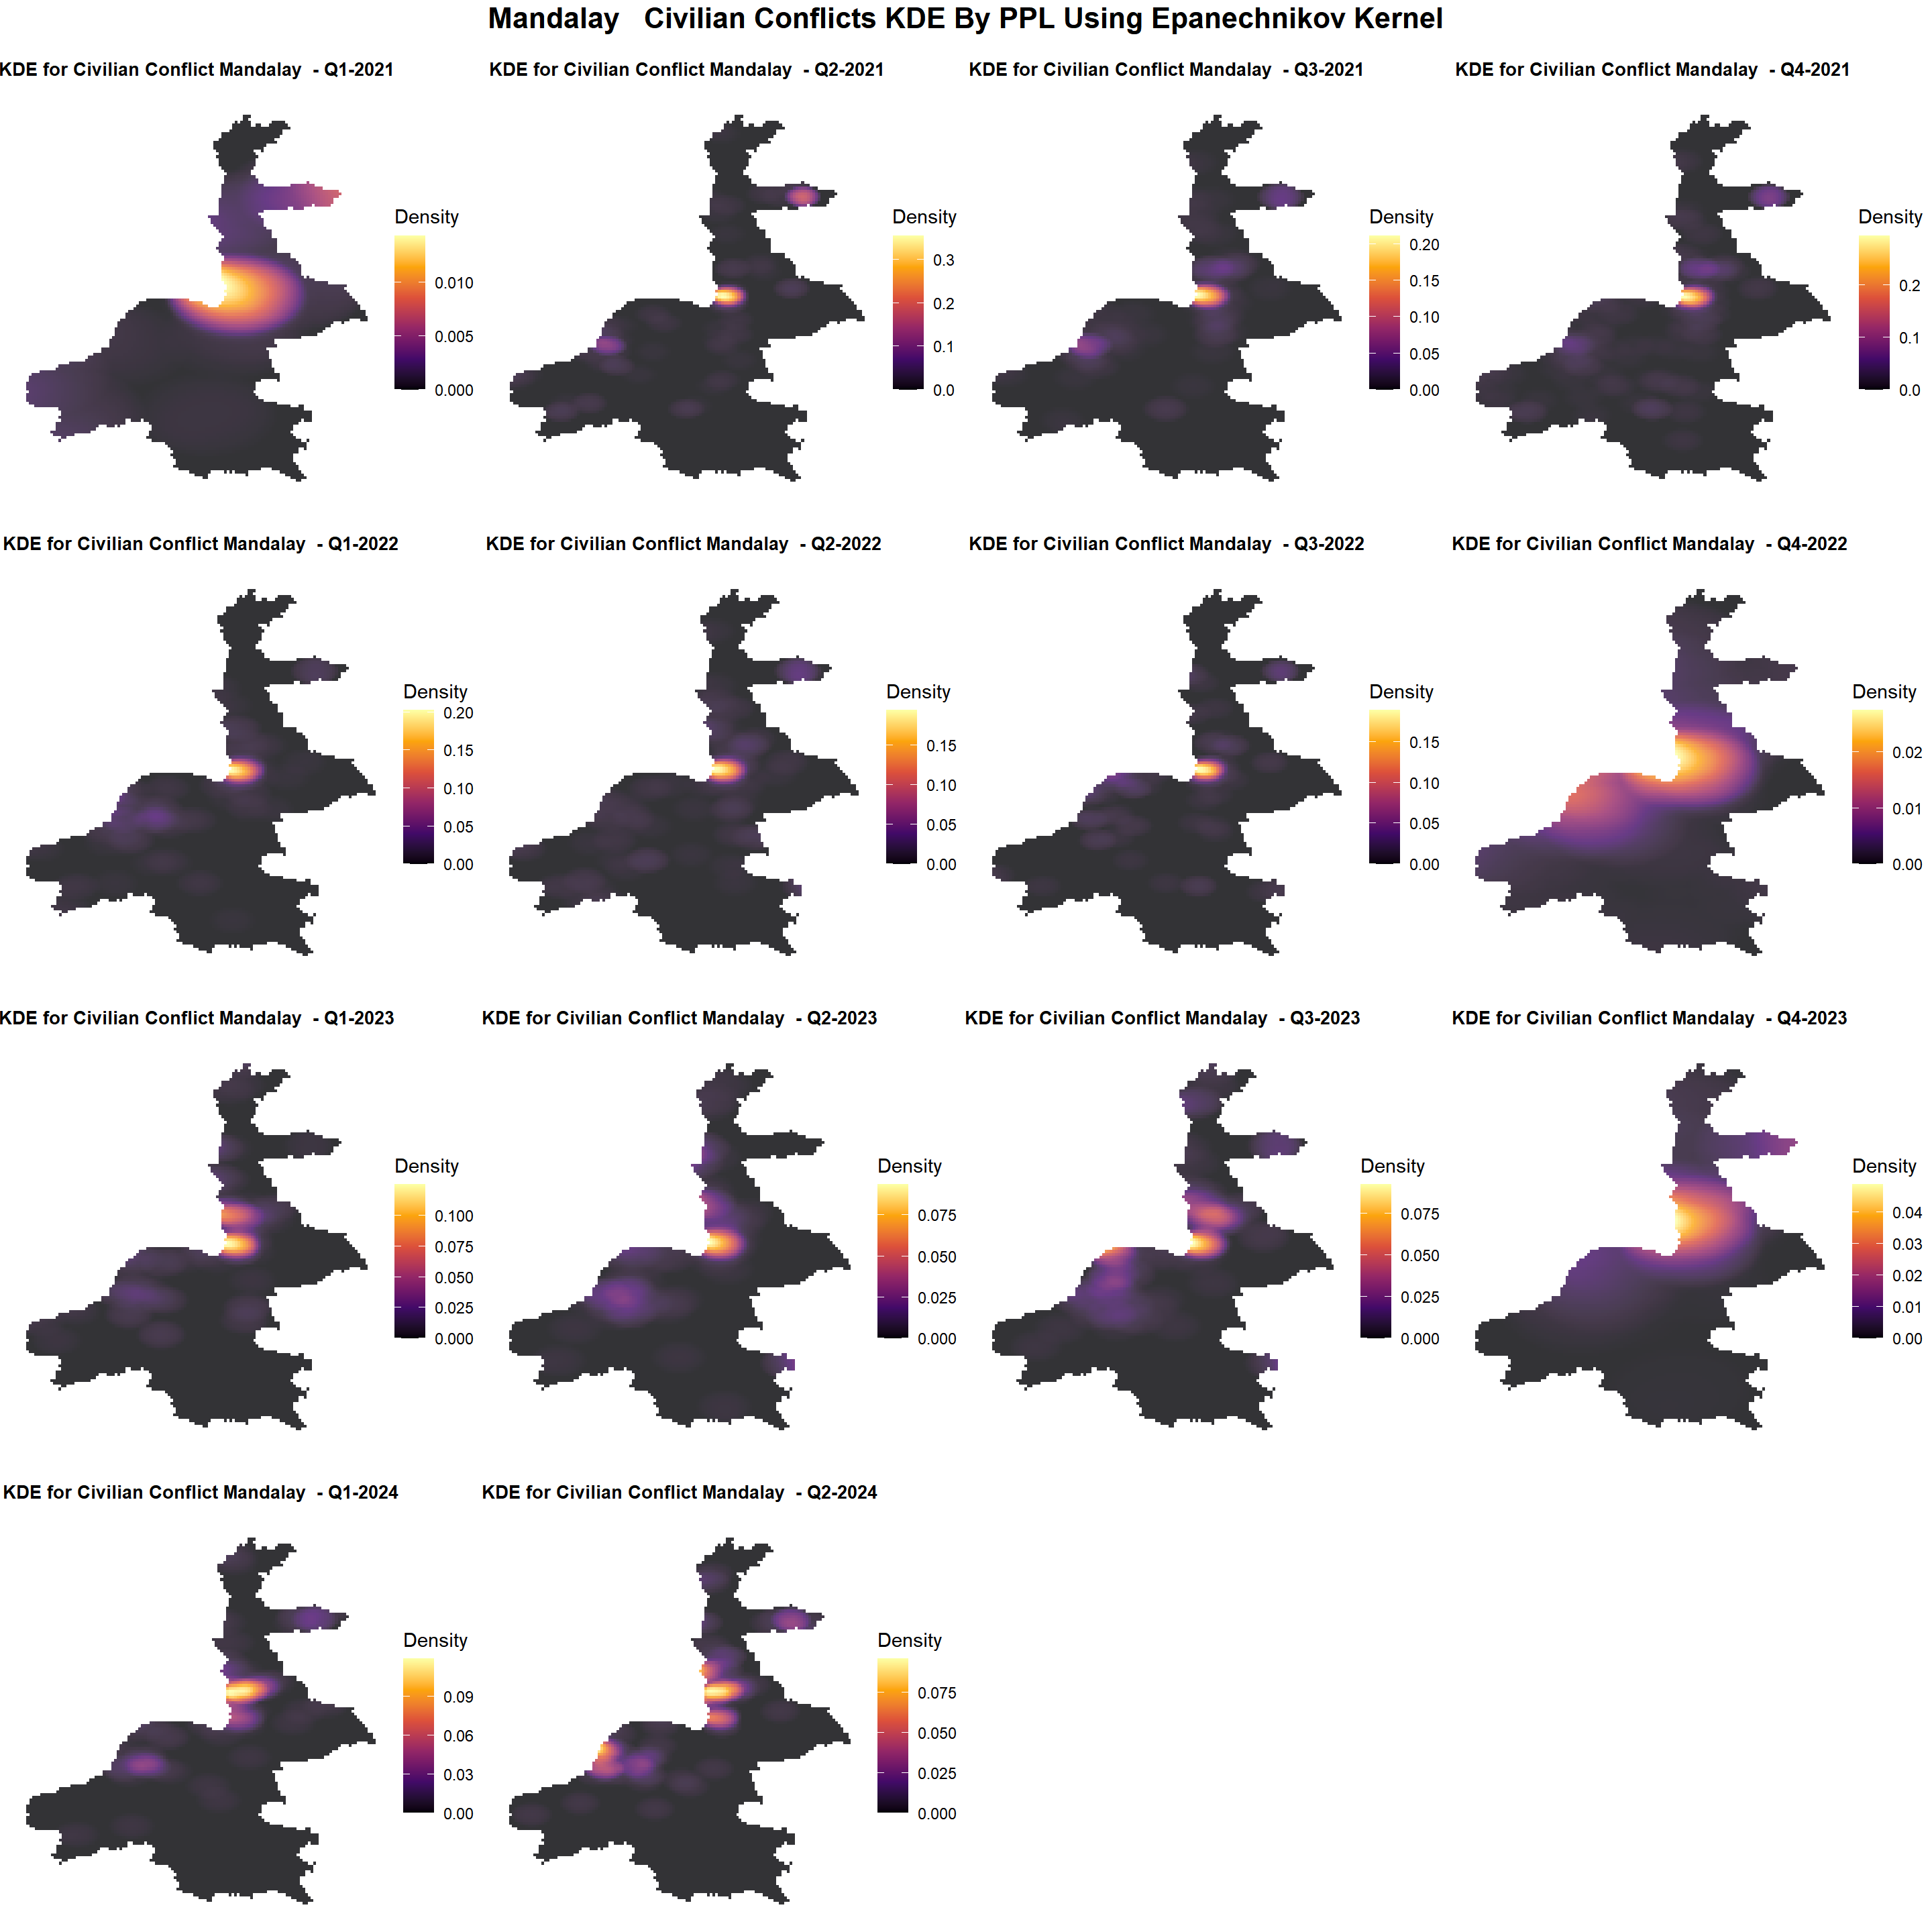 Mandalay   Civilian Conflicts KDE By PPL Using Epanechnikov Kernel
KDE for Civilian Conflict Mandalay  - Q1-2021
Density
0.010
0.005
0.000
KDE for Civilian Conflict Mandalay  - Q2-2021
Density
0.3
0.2
0.1
0.0
KDE for Civilian Conflict Mandalay  - Q3-2021
Density
0.20
0.15
0.10
0.05
0.00
KDE for Civilian Conflict Mandalay  - Q4-2021
Density
0.2
0.1
0.0
KDE for Civilian Conflict Mandalay  - Q1-2022
Density
0.20
0.15
0.10
0.05
0.00
KDE for Civilian Conflict Mandalay  - Q2-2022
Density
0.15
0.10
0.05
0.00
KDE for Civilian Conflict Mandalay  - Q3-2022
Density
0.15
0.10
0.05
0.00
KDE for Civilian Conflict Mandalay  - Q4-2022
Density
0.02
0.01
0.00
KDE for Civilian Conflict Mandalay  - Q1-2023
Density
0.100
0.075
0.050
0.025
0.000
KDE for Civilian Conflict Mandalay  - Q2-2023
Density
0.075
0.050
0.025
0.000
KDE for Civilian Conflict Mandalay  - Q3-2023
Density
0.075
0.050
0.025
0.000
KDE for Civilian Conflict Mandalay  - Q4-2023
Density
0.04
0.03
0.02
0.01
0.00
KDE for Civilian Conflict Mandalay  - Q1-2024
Density
0.09
0.06
0.03
0.00
KDE for Civilian Conflict Mandalay  - Q2-2024
Density
0.075
0.050
0.025
0.000